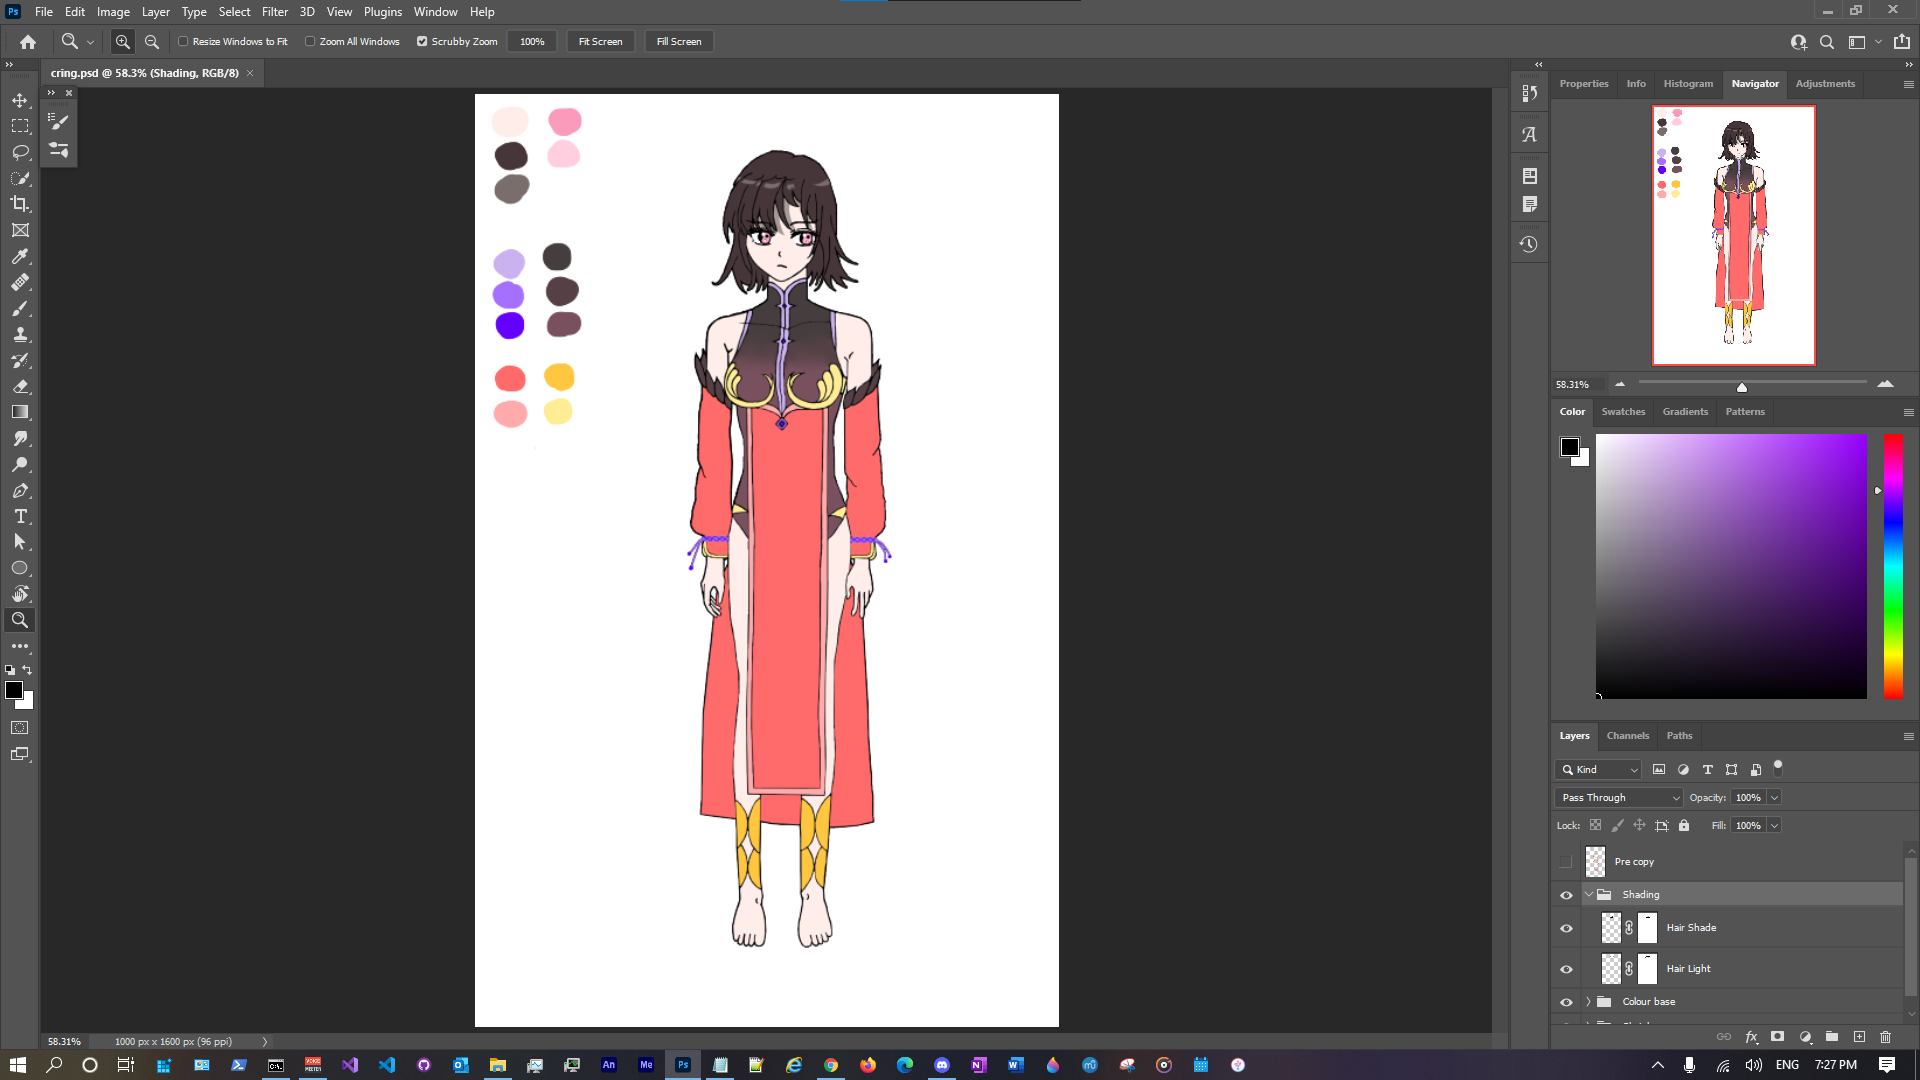 Ps File Edit Image Layer Type Select Filter 3D View Plugins Window Help
Resize Windows to Fit Zoom All Windows Scrubby Zoom 100% Fit Screen Fill Screen
cring.psd @ 58.3% (Shading, RGB/8)
Properties Info Histogram Navigator Adjustments
58.31%
Color Swatches Gradients Patterns
Layers Channels Paths
Kind
Pass Through Opacity: 100%
Lock: Fill: 100%
Pre copy
Shading
Hair Shade
Hair Light
Colour base
58.31% 1000 px x 1600 px (96 ppi)
An Me Ps ENG 7:27 PM